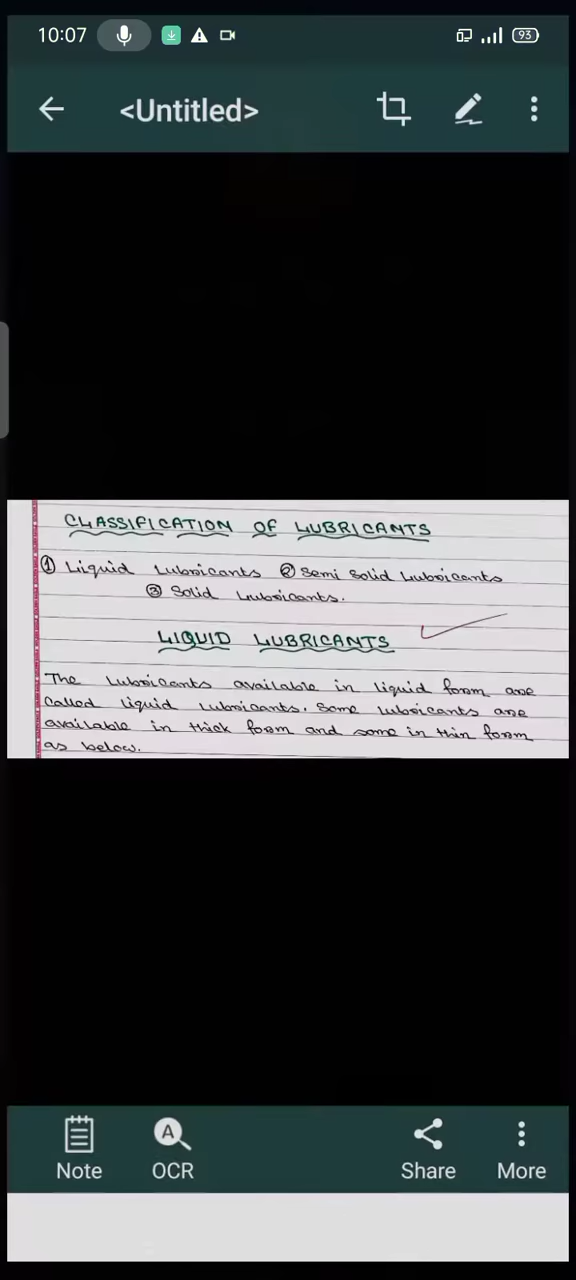 10:07
93
<Untitled>
CLASSIFICATION OF LUBRICANTS
① Liquid Lubricants ② Semi Solid Lubricants
③ Solid Lubricants.
LIQUID LUBRICANTS
The Lubricants available in liquid form are
called liquid lubricants. Some lubricants are
available in thick form and some in thin form
as below.
A
Note OCR Share More